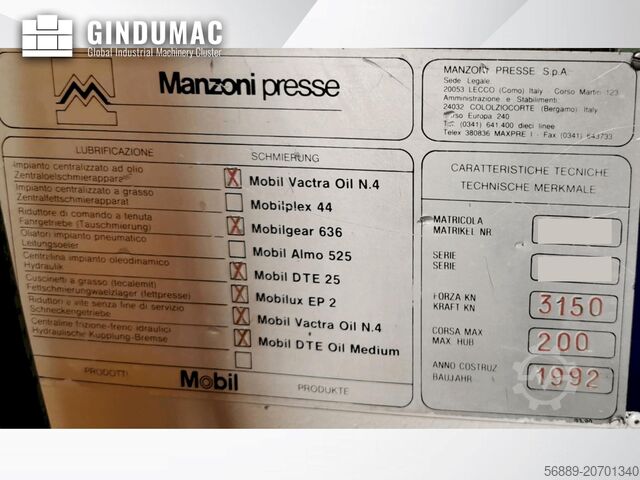 GINDUMAC
Global Industrial Machinery Cluster
Manzoni presse
MANZONI PRESSE S.p.A.
Sede Legale
20053 LECCO (Como) Italy - Corso Martiri 123
Amministrazione e Stabilimenti
24032 COLOLZIOCORTE (Bergamo) Italy
Corso Europa 240
Tel. (0341) 641.400 dieci linee
Telex 380836 MAXPRE I - Fax (0341) 643733
LUBRIFICAZIONE SCHMIERUNG
Impianto centralizzato ad olio
Zentraloelschmierapparat
X Mobil Vactra Oil N.4
Impianto centralizzato a grasso
Zentralfettschmierapparat
Mobilplex 44
Riduttore di comando a tenuta
Fahrgetriebe (Tauschmierung)
X Mobilgear 636
Oliatori impianto pneumatico
Leitungsoeler
Mobil Almo 525
Centralina impianto oleodinamico
Hydraulik
X Mobil DTE 25
Cuscinetti a grasso (tecalemit)
Fettschmierung waelzlager (fettpresse)
X Mobilux EP 2
Riduttori a vite senza fine di servizio
Schneckengetriebe
X Mobil Vactra Oil N.4
Centraline frizione-freno idraulici
Hydraulische Kupplung-Bremse
X Mobil DTE Oil Medium
PRODOTTI Mobil PRODUKTE
CARATTERISTICHE TECNICHE
TECHNISCHE MERKMALE
MATRICOLA
MATRIKEL NR
SERIE
SERIE
FORZA KN
KRAFT KN
3150
CORSA MAX
MAX HUB
200
ANNO COSTRUZ
BAUJAHR
1992
56889-20701340